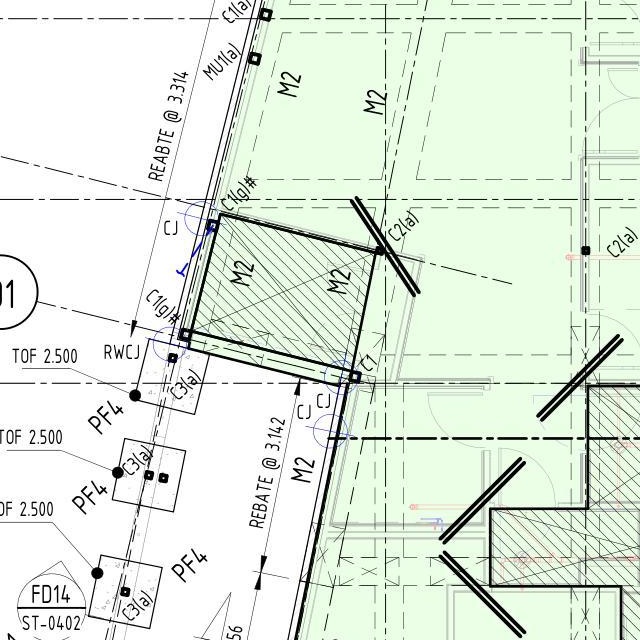 C1(a)
MU1(a)
M2
M2
REABTE @ 3.314
C1(g)#
CJ
C2(a)
C2(a)
M2
M2
C1(g)#
01
RWCJ
TOF 2.500
C3(a)
C1
CJ
CJ
PF4
TOF 2.500
C3(a)
REBATE @ 3.142
M2
PF4
OF 2.500
PF4
FD14
ST-0402
C3(a)
56